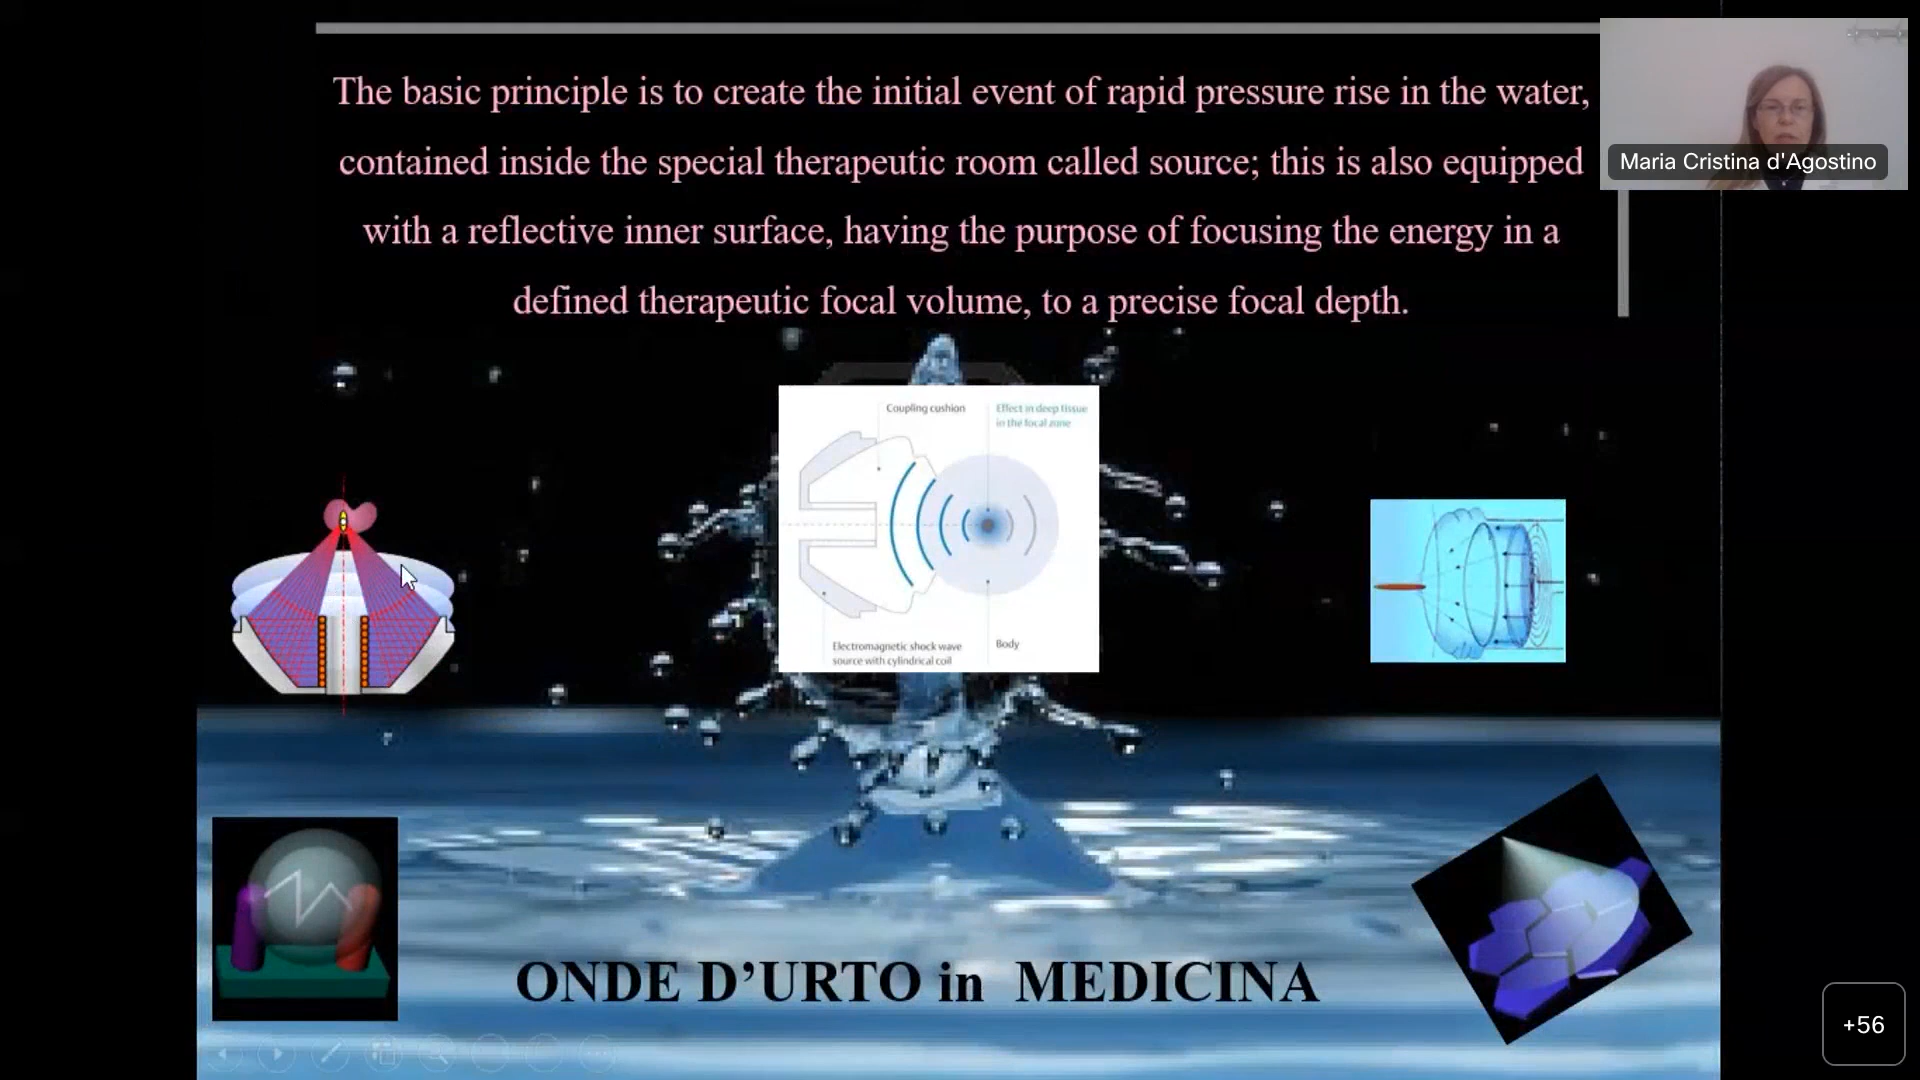 The basic principle is to create the initial event of rapid pressure rise in the water,
contained inside the special therapeutic room called source; this is also equipped
with a reflective inner surface, having the purpose of focusing the energy in a
defined therapeutic focal volume, to a precise focal depth.
Maria Cristina d'Agostino
Coupling cushion
Effect in deep tissue
in the focal zone
Electromagnetic shock wave
source with cylindrical coil
Body
ONDE D’URTO in MEDICINA
+56